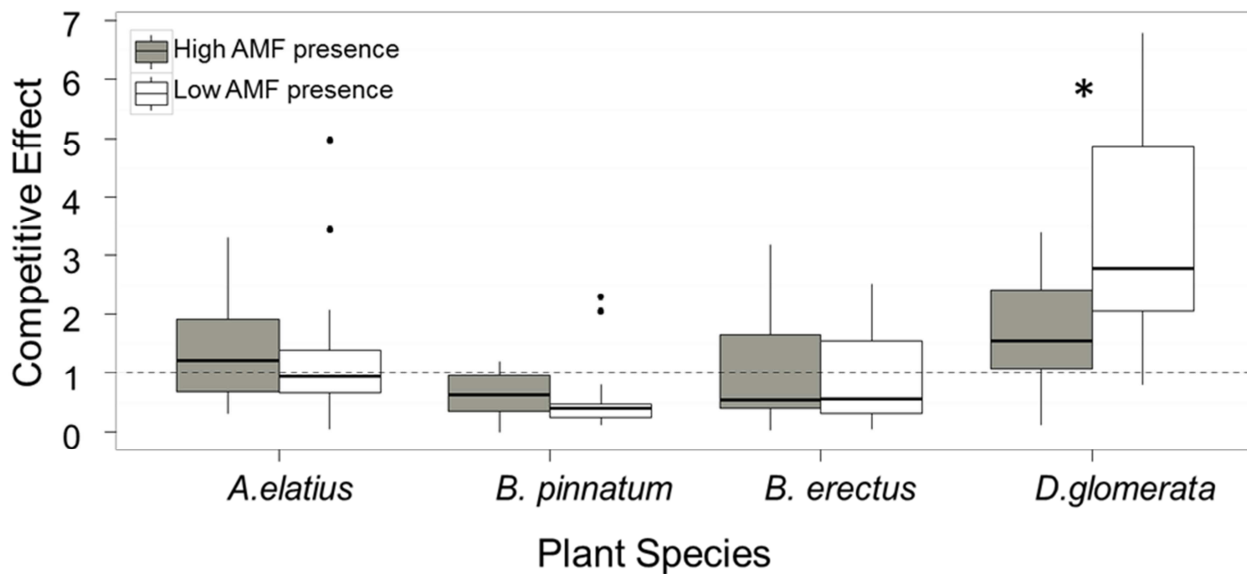 7
High AMF presence
6
Low AMF presence
*
5
4
3
2
1
0
Competitive Effect
A.elatius B. pinnatum B. erectus D.glomerata
Plant Species